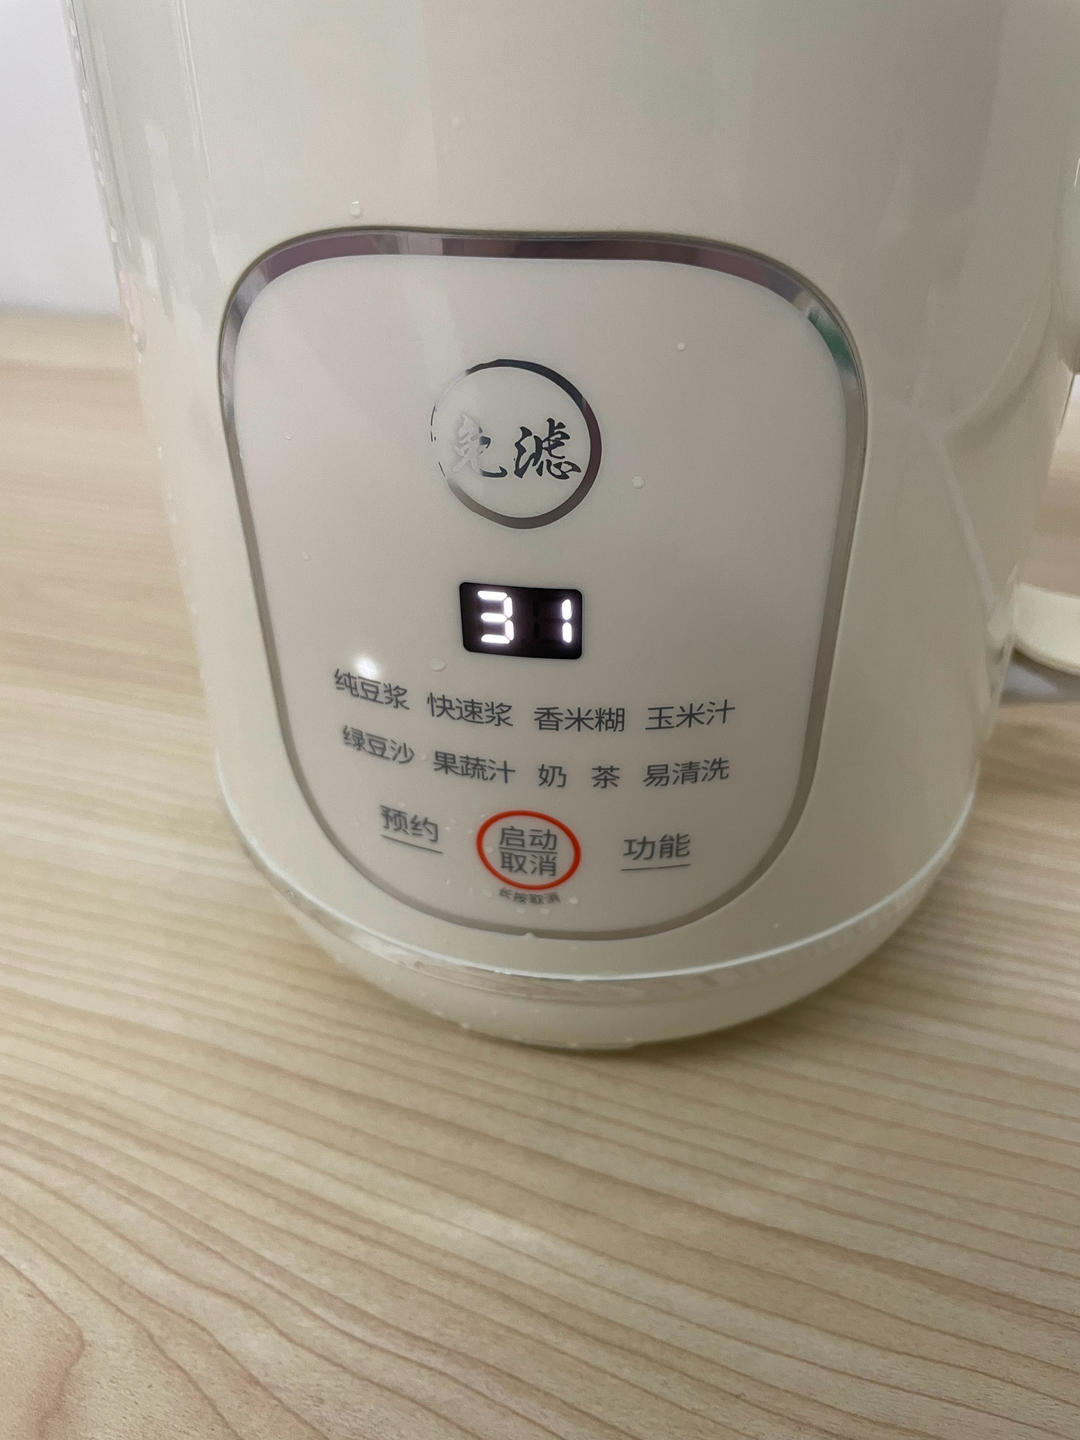 免滤
31
纯豆浆 快速浆 香米糊 玉米汁
绿豆沙 果蔬汁 奶 茶 易清洗
预约 启动 功能
取消
长按取消